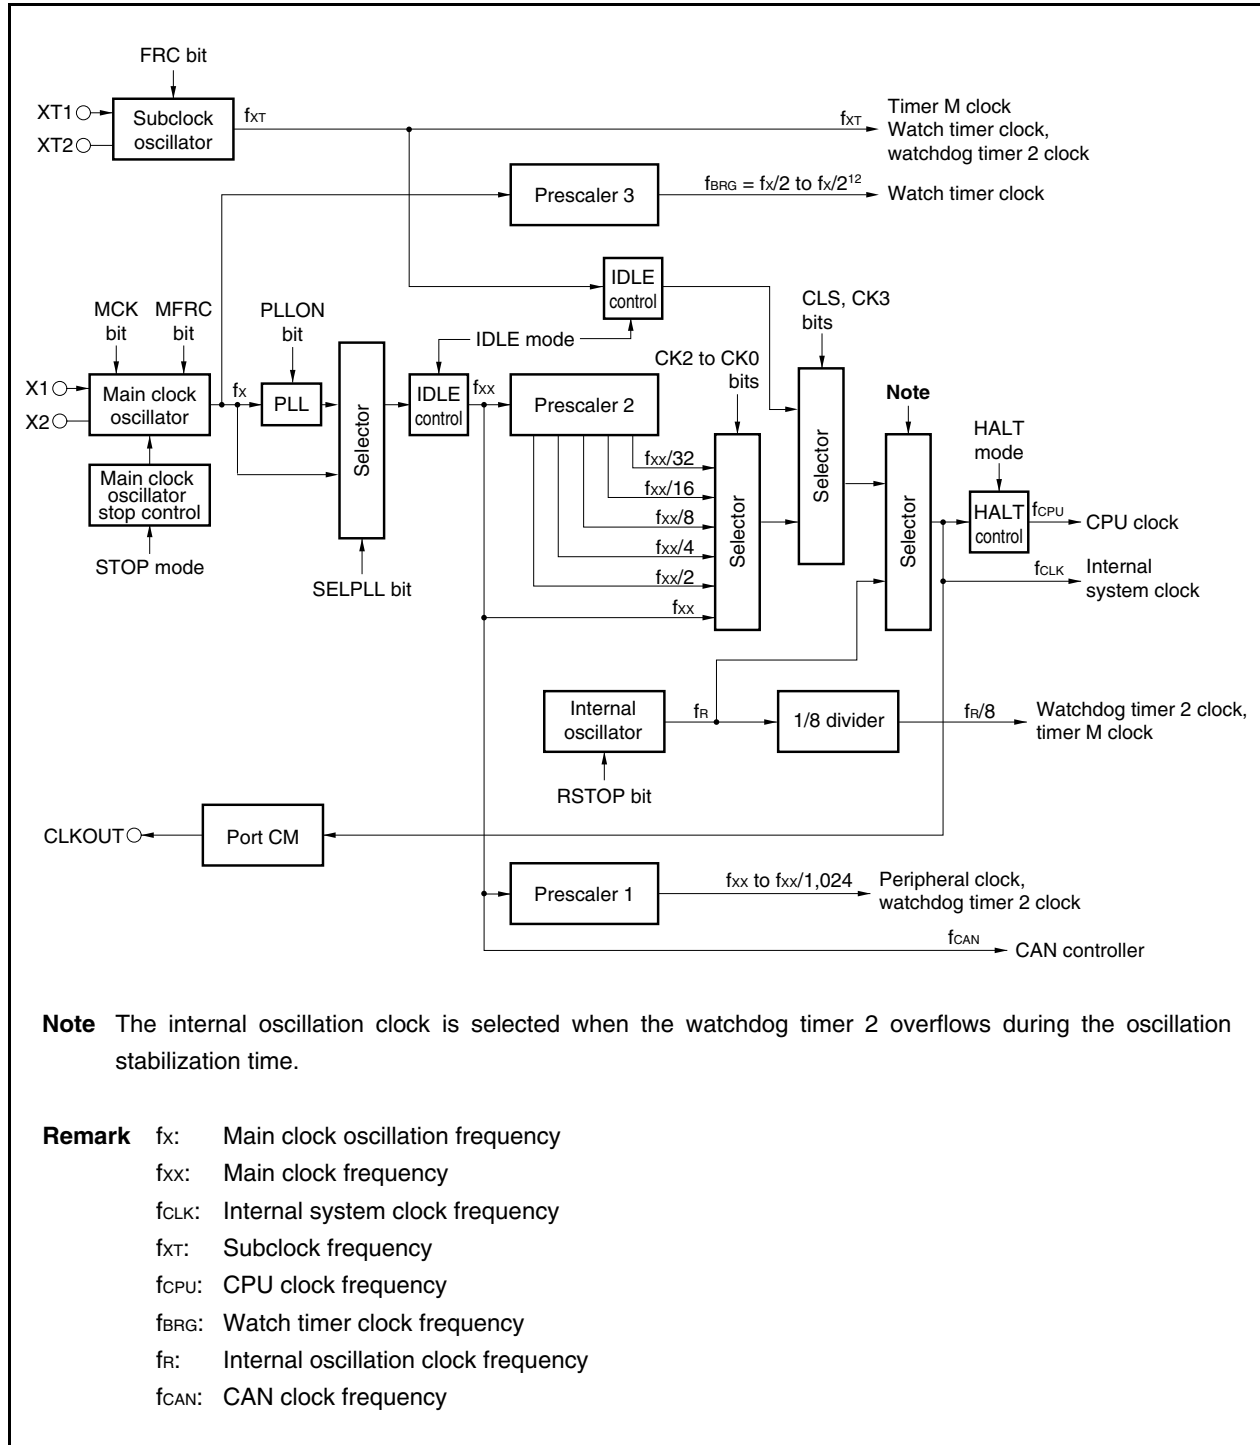 FRC bit
XT1
XT2
Subclock
oscillator
fXT
fXT
Timer M clock
Watch timer clock,
watchdog timer 2 clock
Prescaler 3
fBRG = fX/2 to fX/2¹²
Watch timer clock
IDLE
control
MCK
bit
MFRC
bit
PLLON
bit
IDLE mode
CLS, CK3
bits
CK2 to CK0
bits
X1
X2
Main clock
oscillator
fX
PLL
Selector
IDLE
control
fXX
Prescaler 2
Note
HALT
mode
fXX/32
fXX/16
fXX/8
fXX/4
fXX/2
fXX
Selector
Selector
Selector
HALT
control
fCPU
CPU clock
fCLK
Internal
system clock
Main clock
oscillator
stop control
STOP mode
SELPLL bit
Internal
oscillator
fR
1/8 divider
fR/8
Watchdog timer 2 clock,
timer M clock
RSTOP bit
CLKOUT
Port CM
Prescaler 1
fXX to fXX/1,024
Peripheral clock,
watchdog timer 2 clock
fCAN
CAN controller
Note The internal oscillation clock is selected when the watchdog timer 2 overflows during the oscillation
stabilization time.
Remark fX: Main clock oscillation frequency
fXX: Main clock frequency
fCLK: Internal system clock frequency
fXT: Subclock frequency
fCPU: CPU clock frequency
fBRG: Watch timer clock frequency
fR: Internal oscillation clock frequency
fCAN: CAN clock frequency